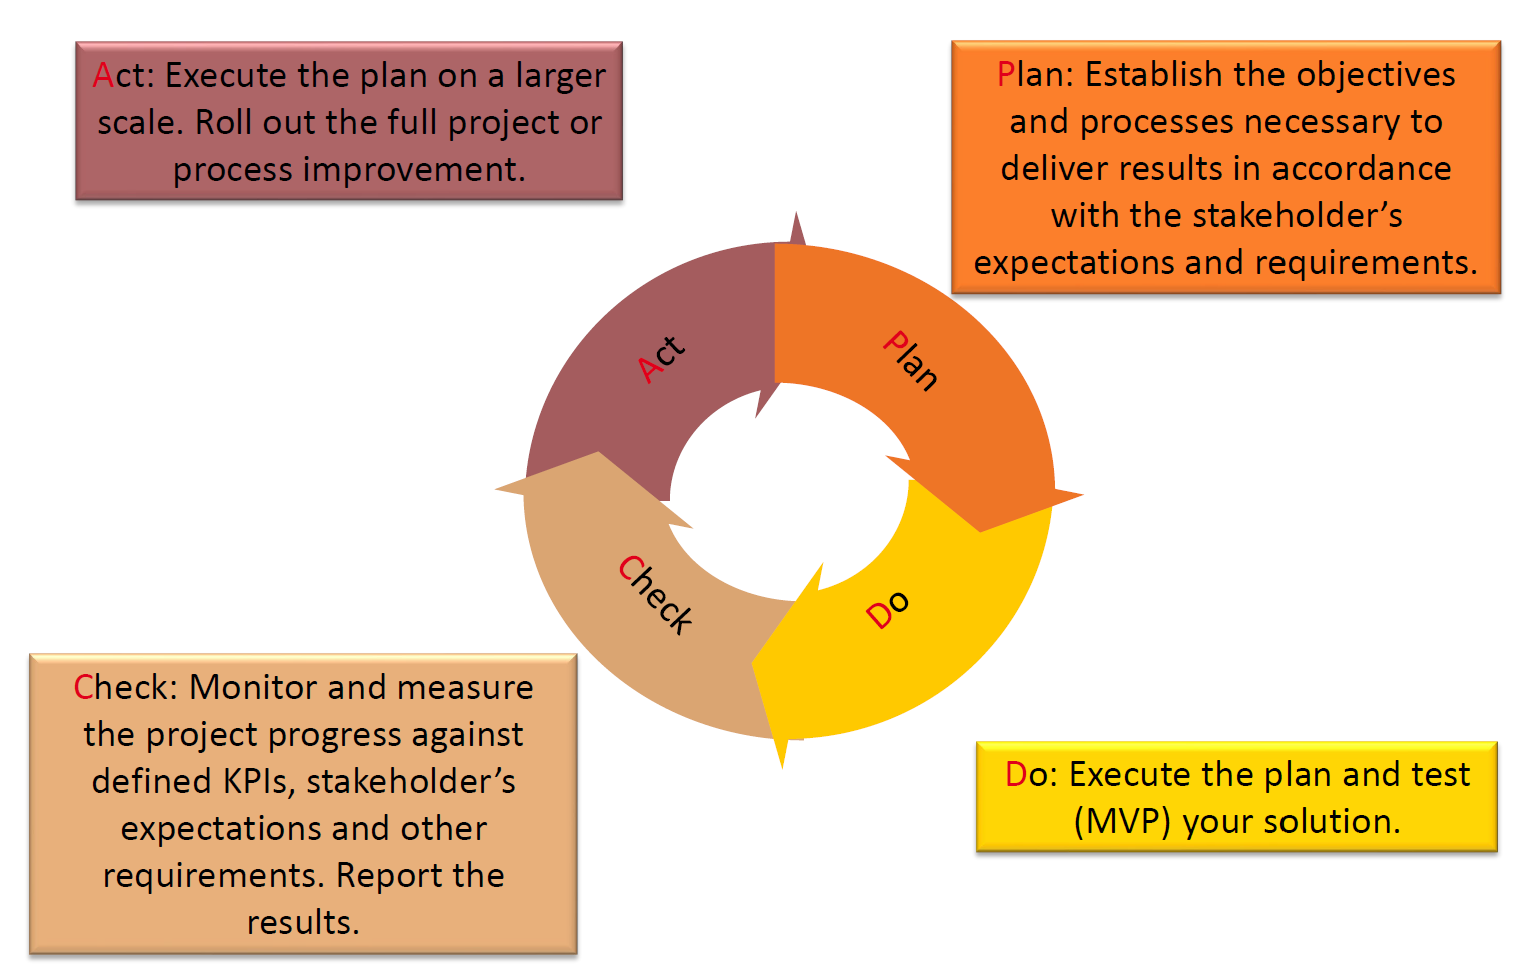 Act: Execute the plan on a larger
scale. Roll out the full project or
process improvement.
Plan: Establish the objectives
and processes necessary to
deliver results in accordance
with the stakeholder’s
expectations and requirements.
Act
Plan
Check
Do
Check: Monitor and measure
the project progress against
defined KPIs, stakeholder’s
expectations and other
requirements. Report the
results.
Do: Execute the plan and test
(MVP) your solution.